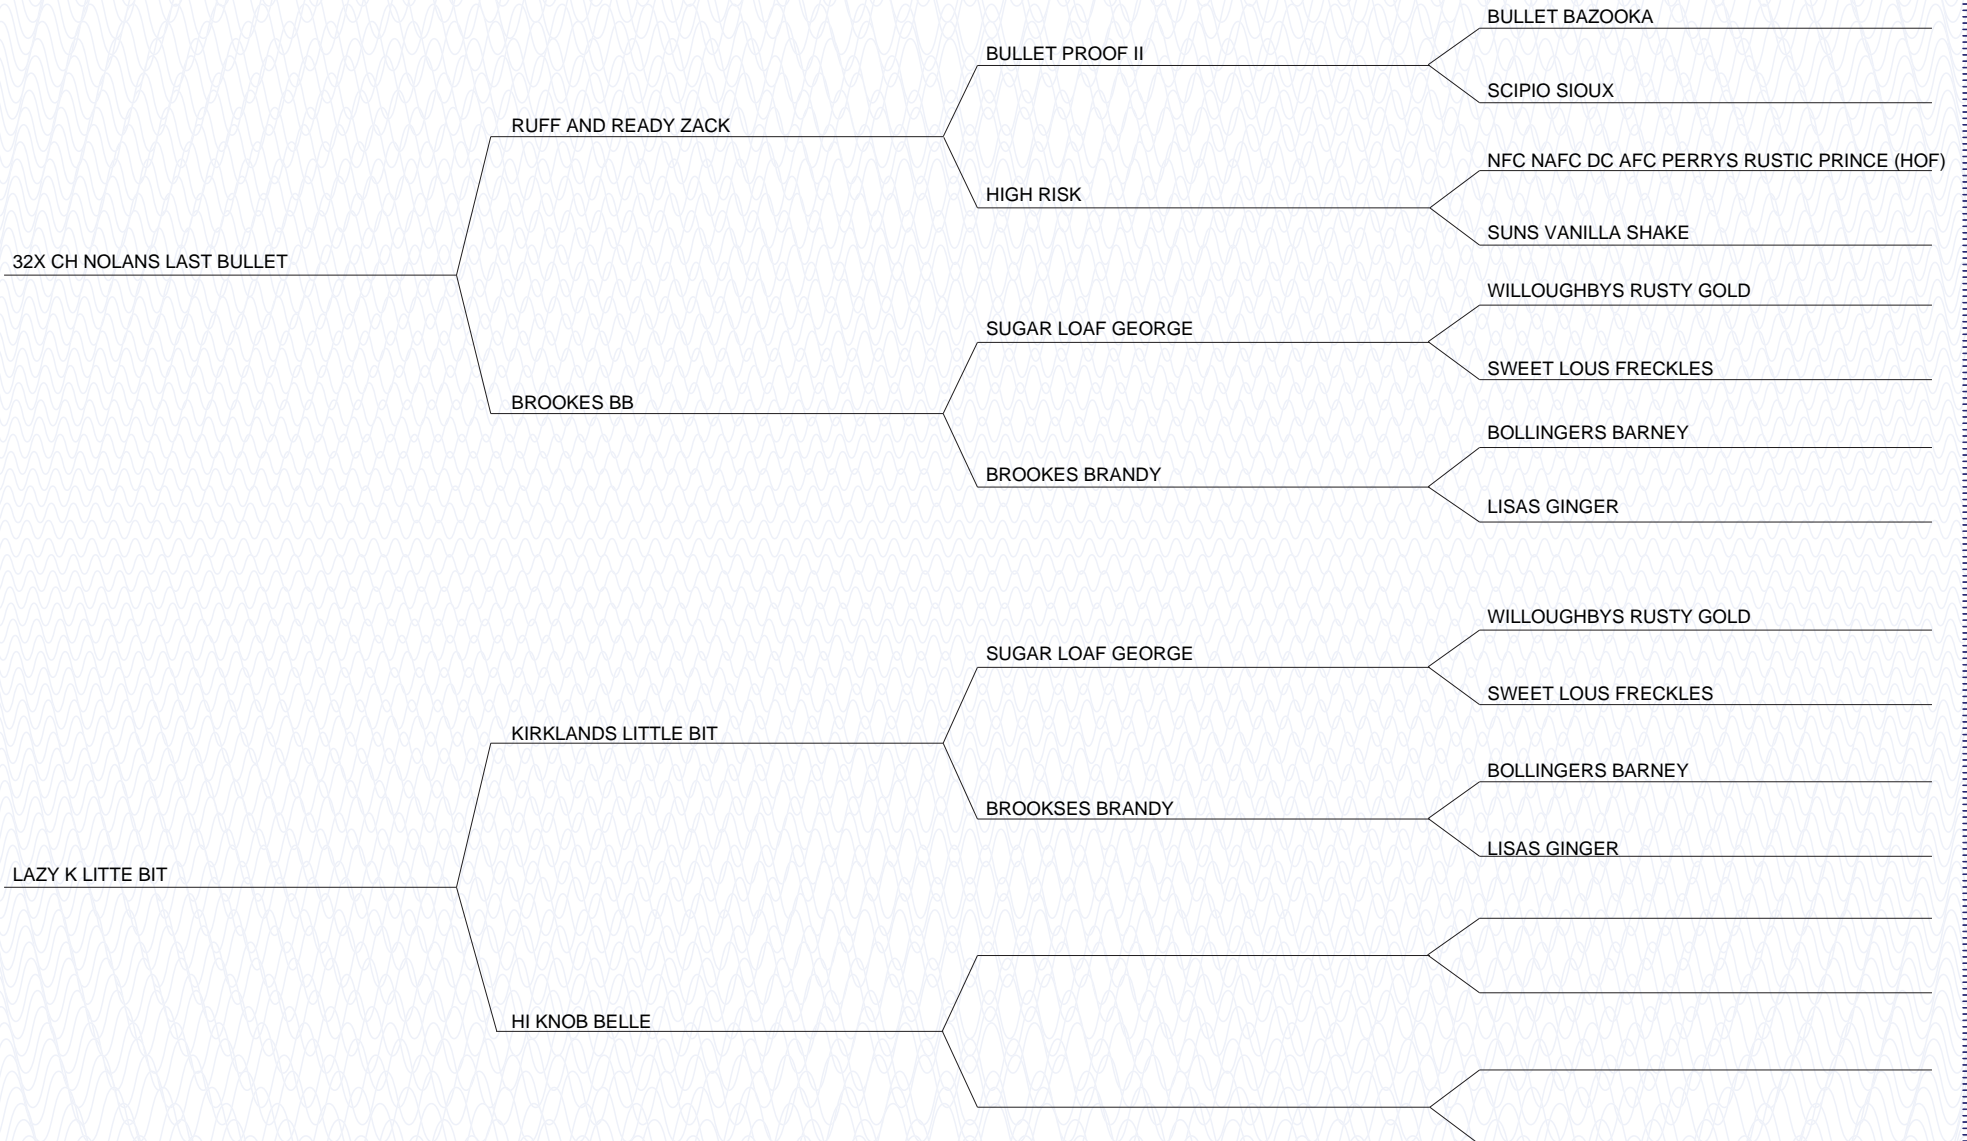 BULLET BAZOOKA
BULLET PROOF II
SCIPIO SIOUX
RUFF AND READY ZACK
NFC NAFC DC AFC PERRYS RUSTIC PRINCE (HOF)
HIGH RISK
SUNS VANILLA SHAKE
32X CH NOLANS LAST BULLET
WILLOUGHBYS RUSTY GOLD
SUGAR LOAF GEORGE
SWEET LOUS FRECKLES
BROOKES BB
BOLLINGERS BARNEY
BROOKES BRANDY
LISAS GINGER
WILLOUGHBYS RUSTY GOLD
SUGAR LOAF GEORGE
SWEET LOUS FRECKLES
KIRKLANDS LITTLE BIT
BOLLINGERS BARNEY
BROOKSES BRANDY
LISAS GINGER
LAZY K LITTE BIT
HI KNOB BELLE